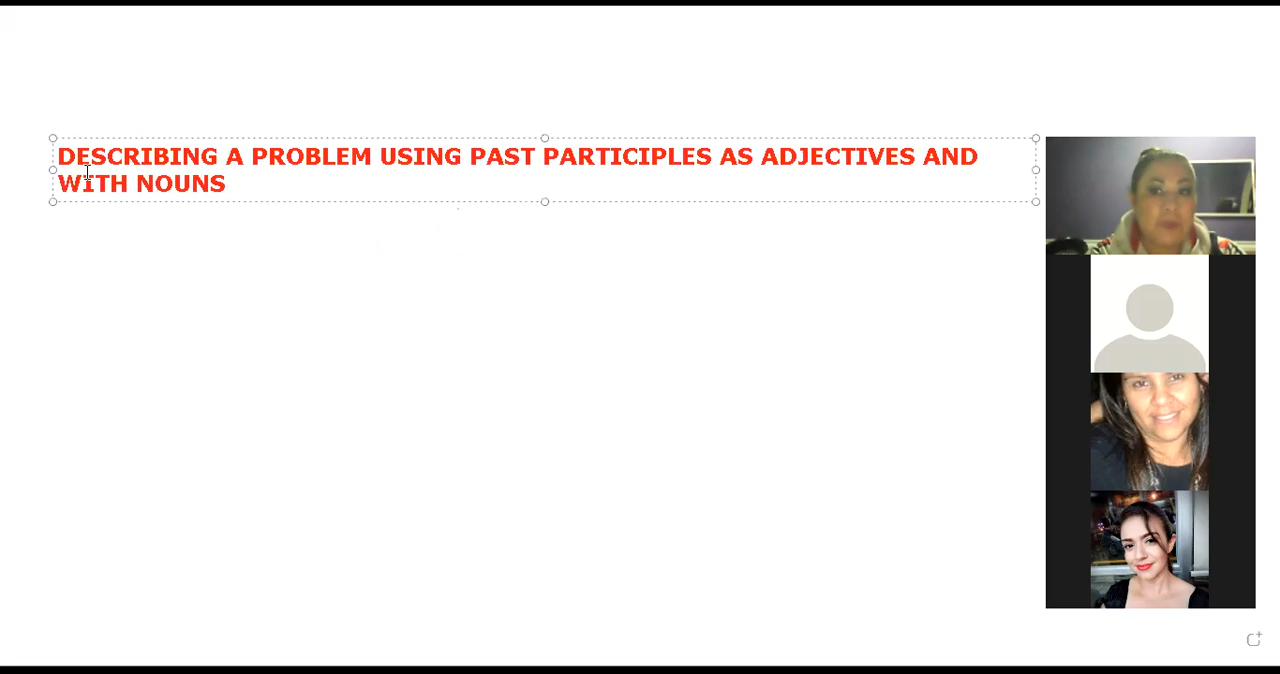 DESCRIBING A PROBLEM USING PAST PARTICIPLES AS ADJECTIVES AND
WITH NOUNS